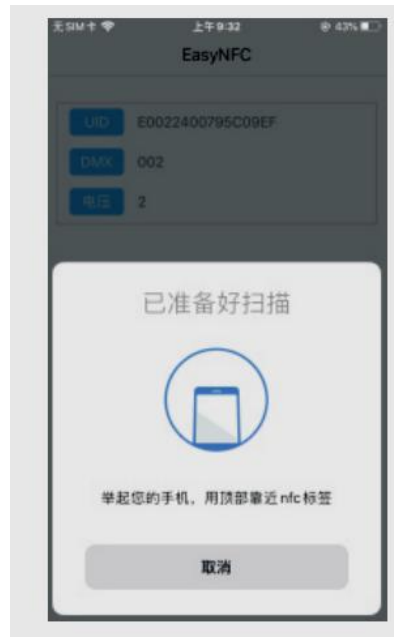 无SIM卡 上午9:32 43%
EasyNFC
UID E0022400795C09EF
DMX 002
电压 2
已准备好扫描
举起您的手机，用顶部靠近nfc标签
取消